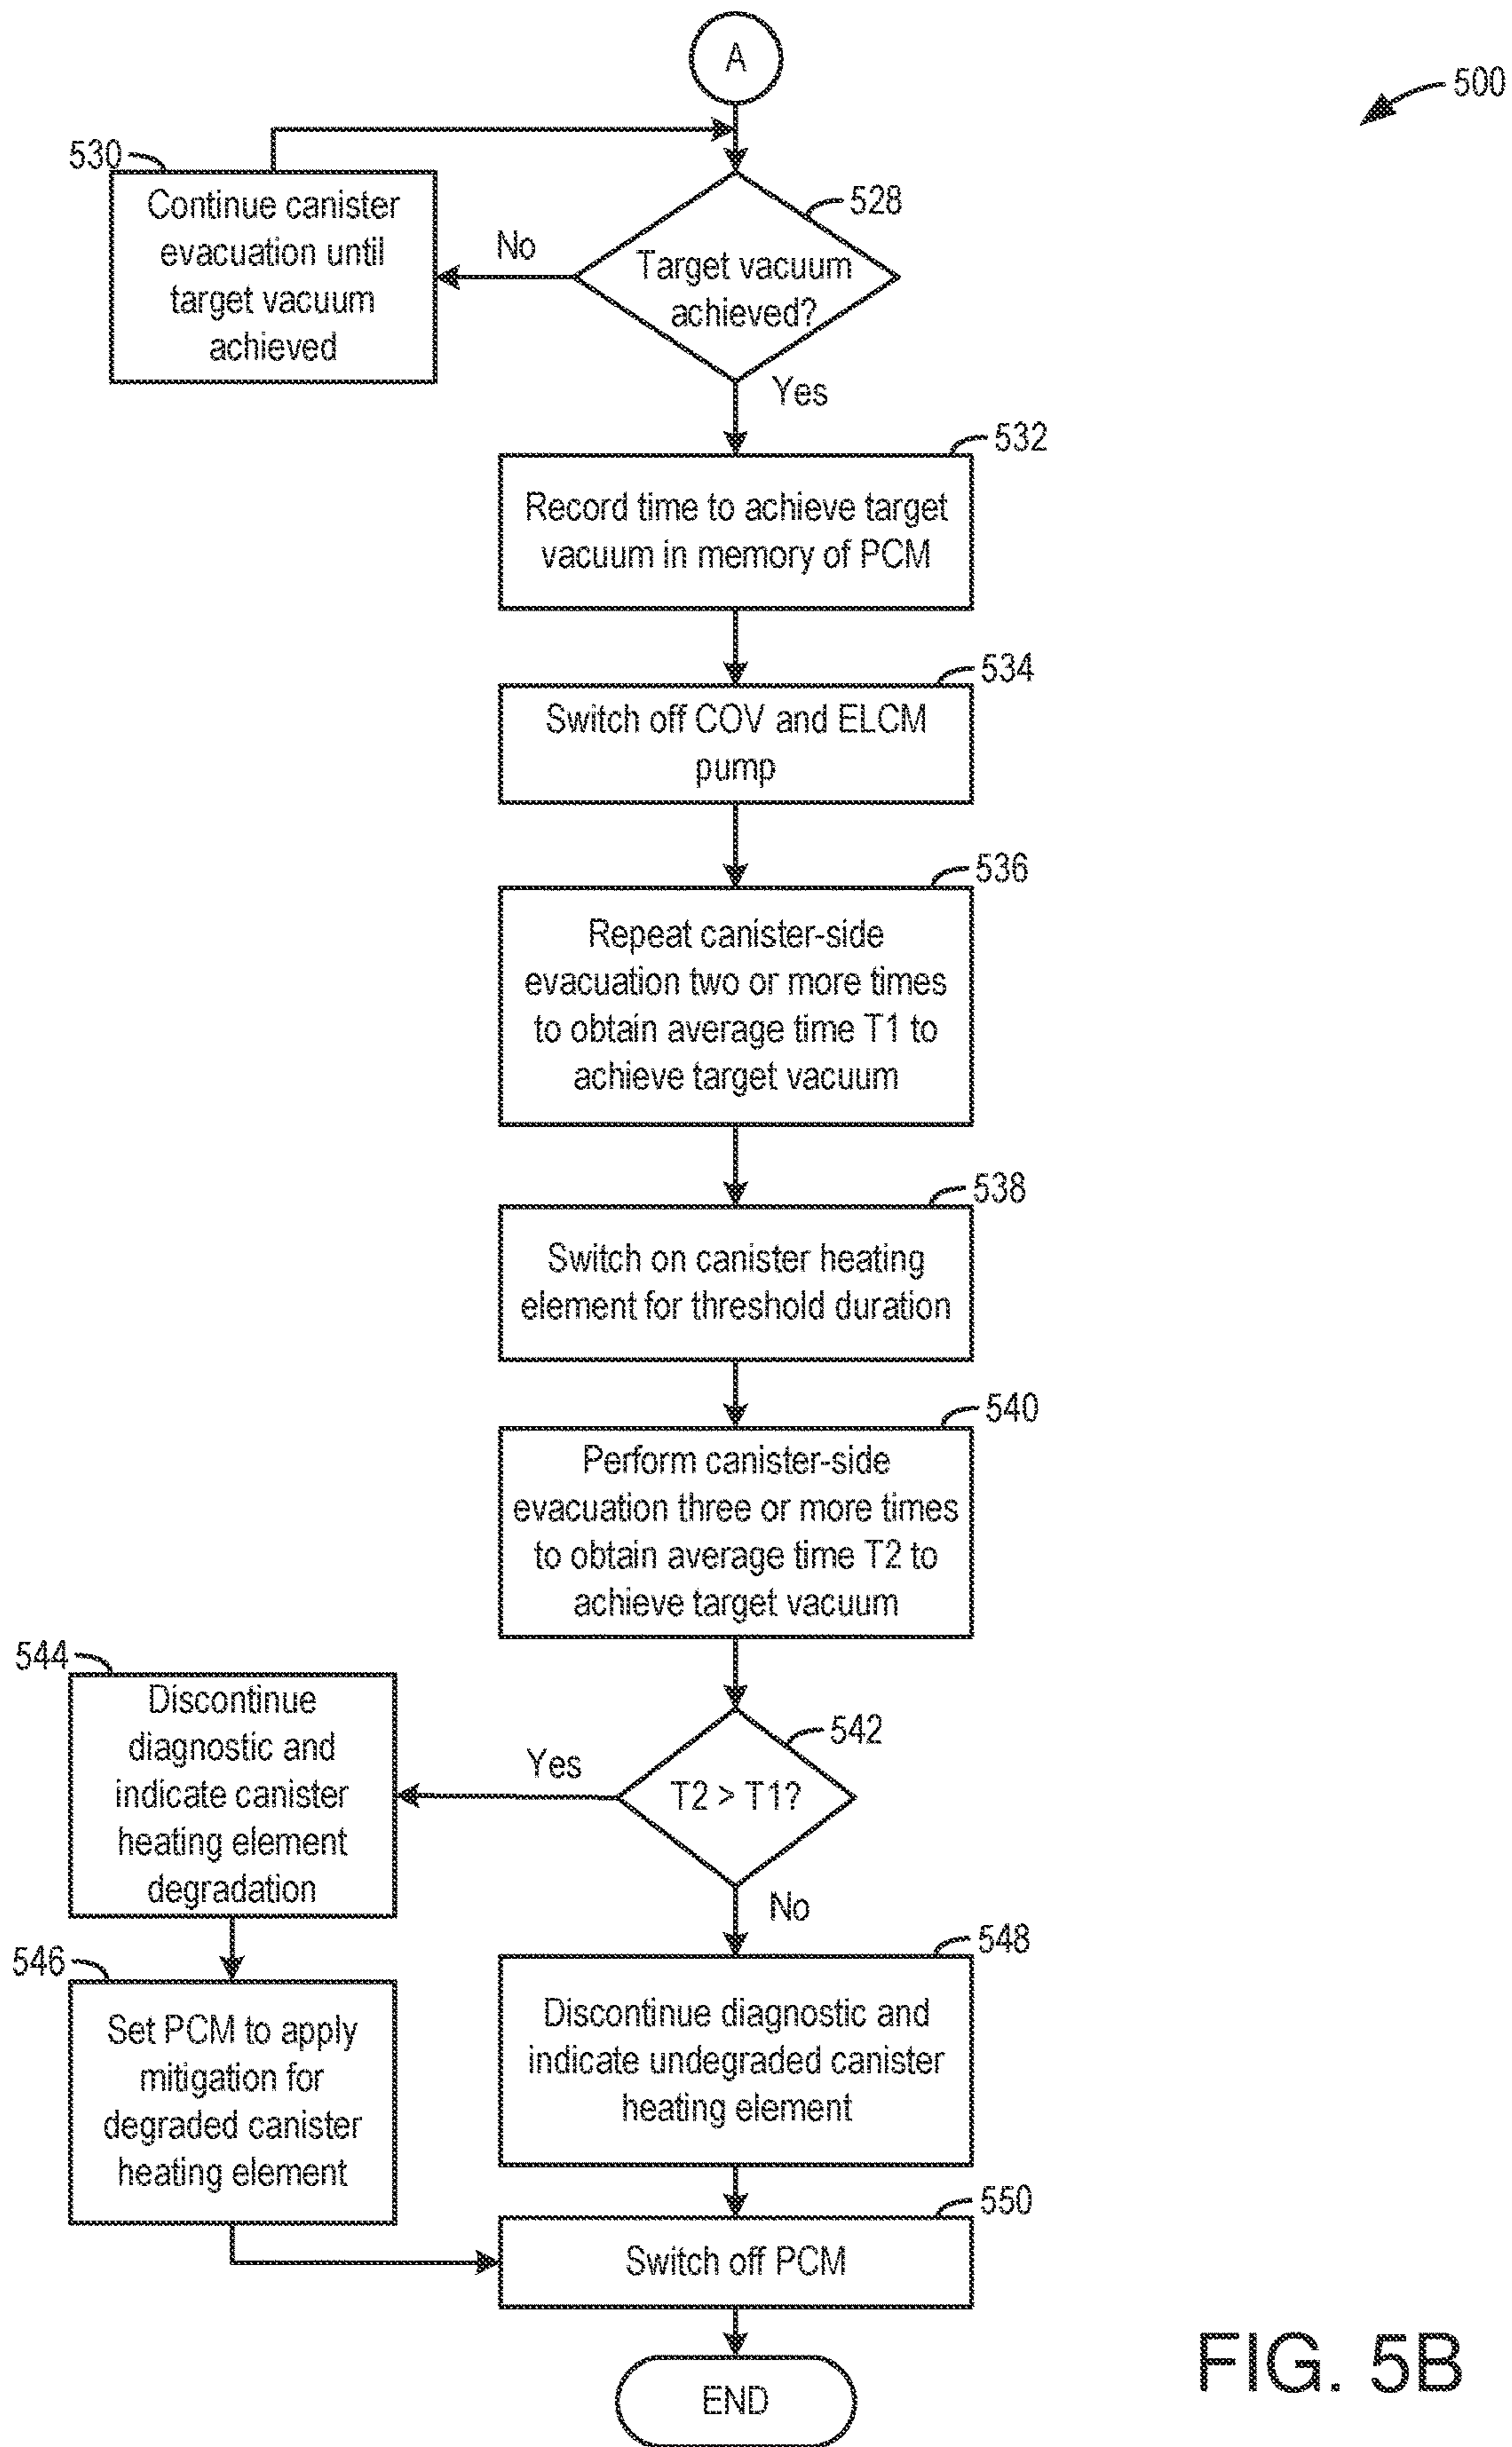 A
500
530
Continue canister
evacuation until
target vacuum
achieved
No
528
Target vacuum
achieved?
Yes
532
Record time to achieve target
vacuum in memory of PCM
534
Switch off COV and ELCM
pump
536
Repeat canister-side
evacuation two or more times
to obtain average time T1 to
achieve target vacuum
538
Switch on canister heating
element for threshold duration
540
Perform canister-side
evacuation three or more times
to obtain average time T2 to
achieve target vacuum
544
Discontinue
diagnostic and
indicate canister
heating element
degradation
Yes
542
T2 > T1?
No
546
Set PCM to apply
mitigation for
degraded canister
heating element
548
Discontinue diagnostic and
indicate undegraded canister
heating element
550
Switch off PCM
END
FIG. 5B